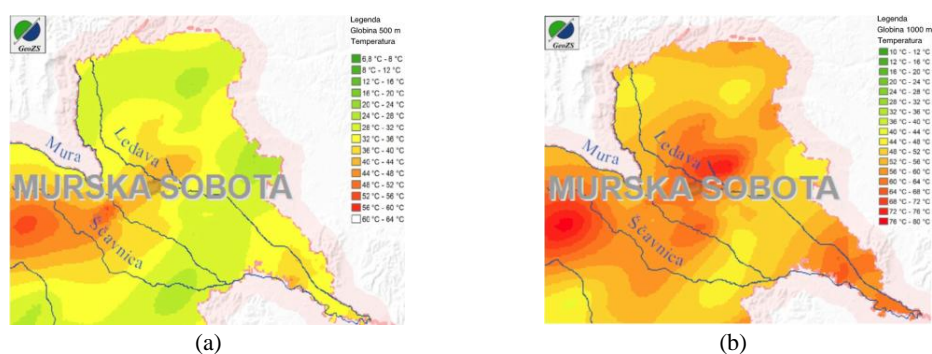 GeoZS
Legenda
Globina 500 m
Temperatura
6,8 °C - 8 °C
8 °C - 12 °C
12 °C - 16 °C
16 °C - 20 °C
20 °C - 24 °C
24 °C - 28 °C
28 °C - 32 °C
32 °C - 36 °C
36 °C - 40 °C
40 °C - 44 °C
44 °C - 48 °C
48 °C - 52 °C
52 °C - 56 °C
56 °C - 60 °C
60 °C - 64 °C
Mura
Ledava
MURSKA SOBOTA
Ščavnica
(a)
GeoZS
Legenda
Globina 1000 m
Temperatura
10 °C - 12 °C
12 °C - 16 °C
16 °C - 20 °C
20 °C - 24 °C
24 °C - 28 °C
28 °C - 32 °C
32 °C - 36 °C
36 °C - 40 °C
40 °C - 44 °C
44 °C - 48 °C
48 °C - 52 °C
52 °C - 56 °C
56 °C - 60 °C
60 °C - 64 °C
64 °C - 68 °C
68 °C - 72 °C
72 °C - 76 °C
76 °C - 80 °C
Mura
Ledava
MURSKA SOBOTA
Ščavnica
(b)